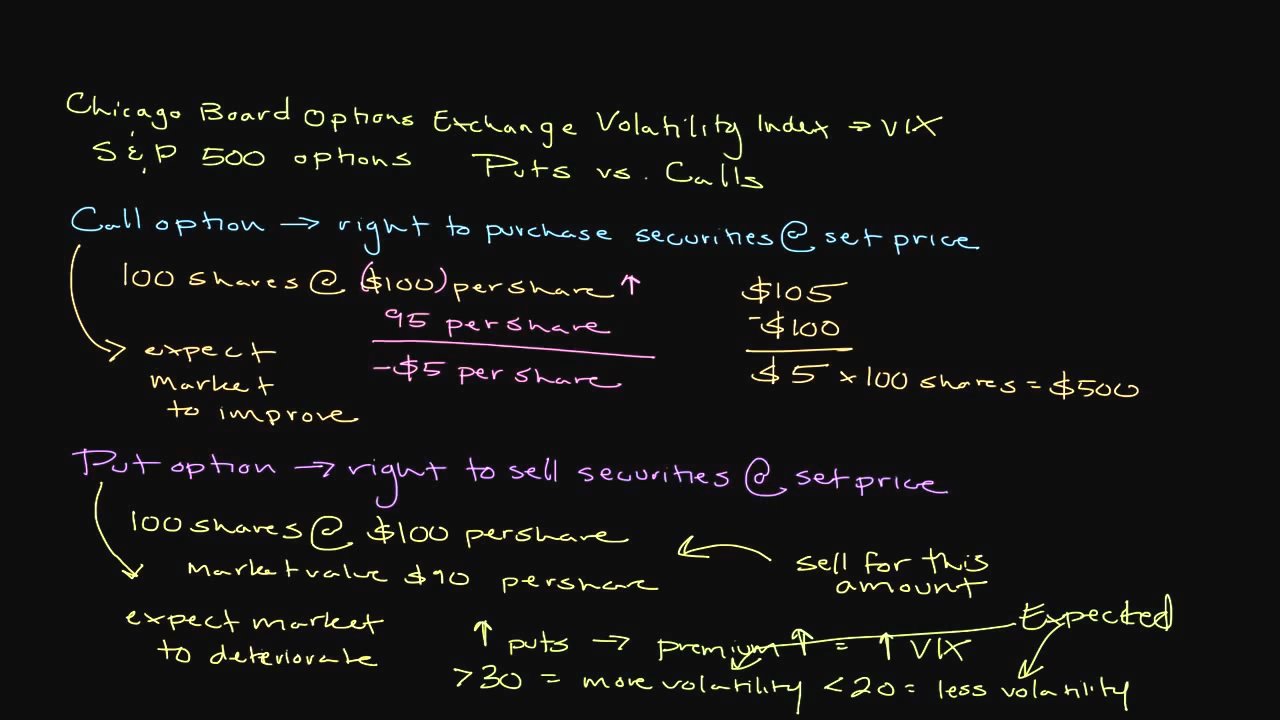 Chicago Board Options Exchange Volatility Index ⇒ VIX
S&P 500 options Puts vs. Calls
Call option → right to purchase securities @ set price
100 shares @ ($100) per share ↑
95 per share
-$5 per share
$105
-$100
$5 x 100 shares = $500
expect
market
to improve
Put option → right to sell securities @ set price
100 shares @ $100 per share
market value $90 per share
sell for this
amount
expect market
to deteriorate
Expected
↑ puts → premium ↑ = ↑ VIX
>30 = more volatility <20 = less volatility